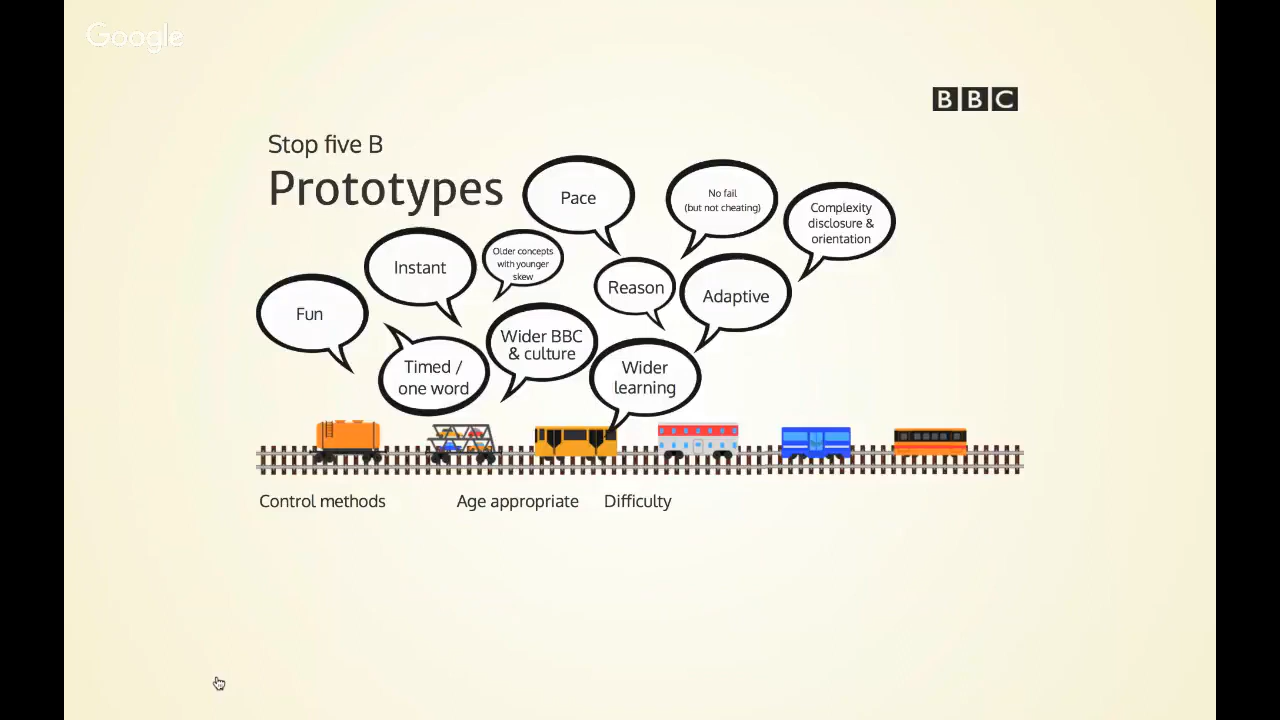 Google
BBC
Stop five B
Prototypes
Pace
No fail
(but not cheating)
Complexity
disclosure &
orientation
Instant
Older concepts
with younger
skew
Reason
Adaptive
Fun
Timed /
one word
Wider BBC
& culture
Wider
learning
Control methods
Age appropriate
Difficulty